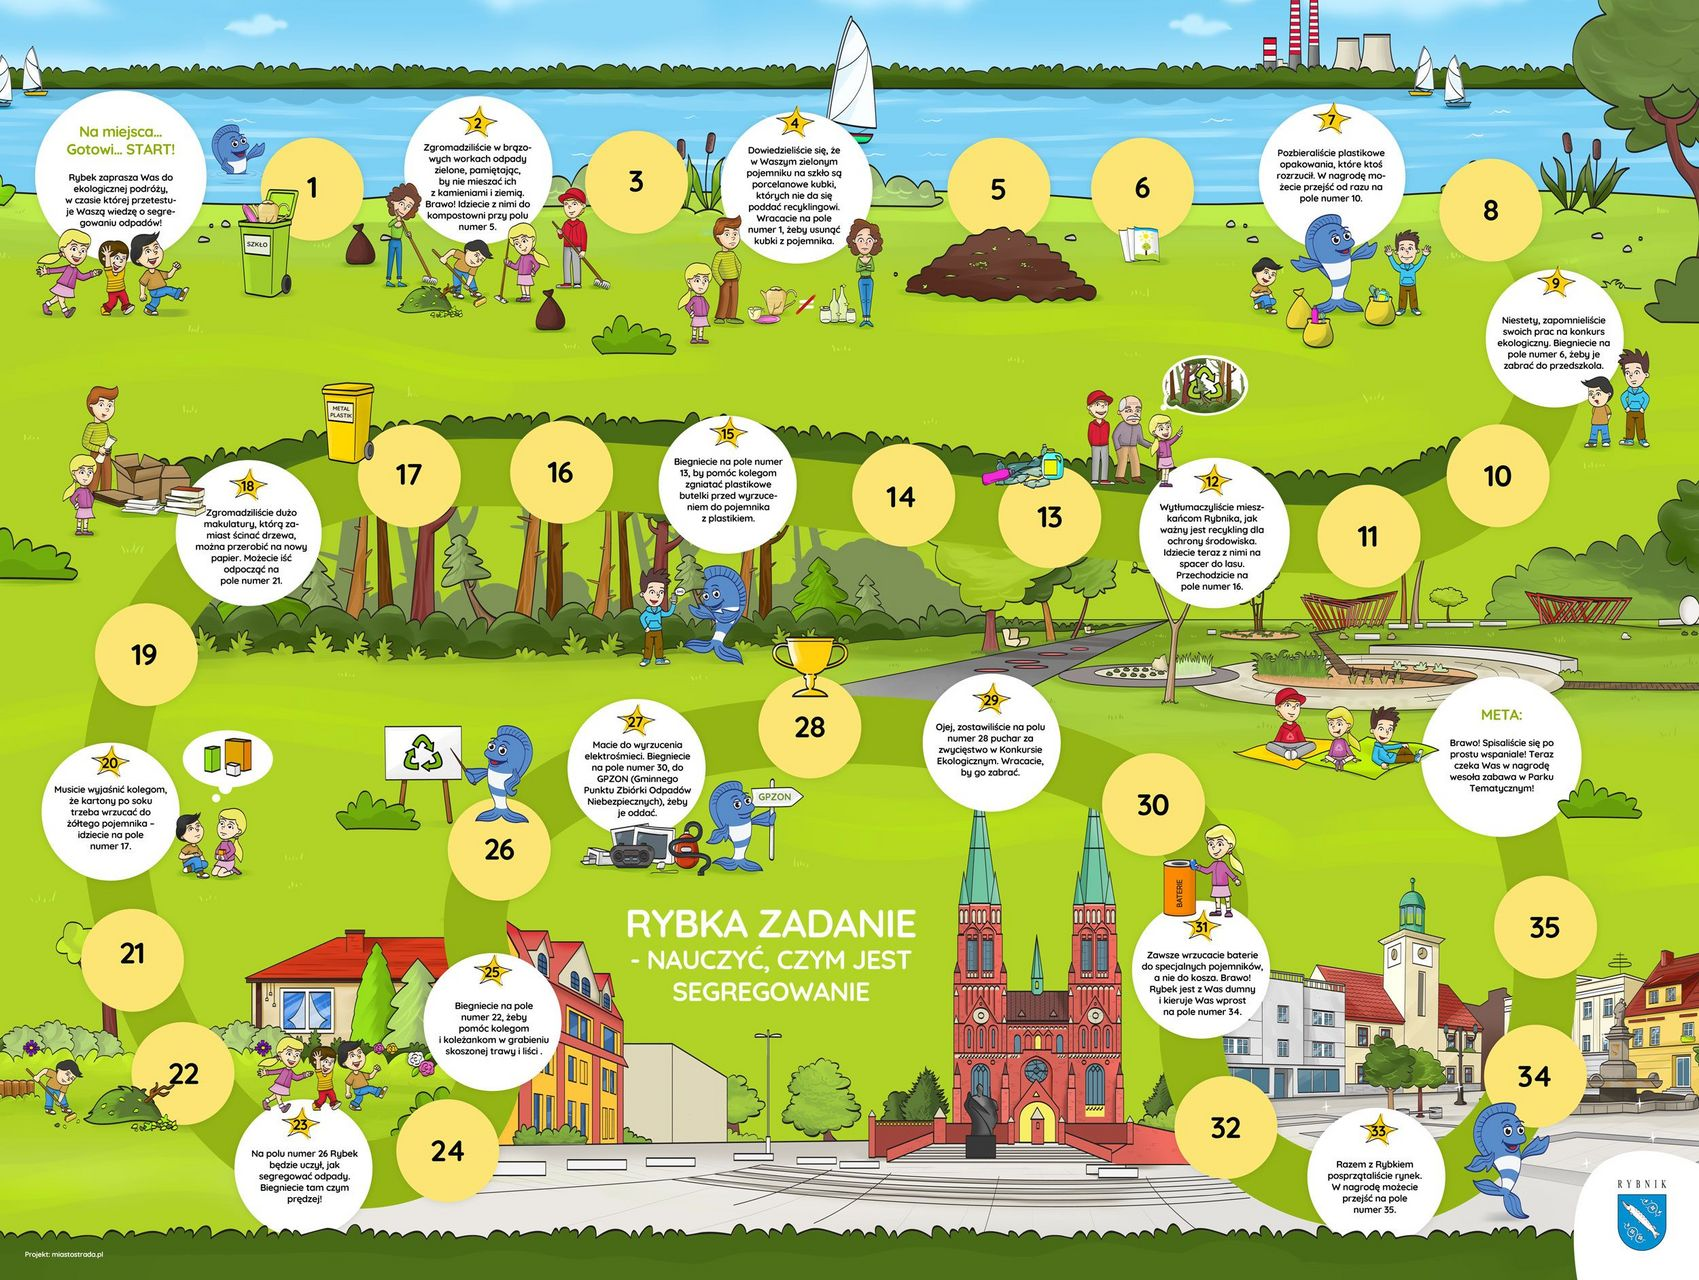 Na miejsca...
Gotowi... START!
Rybek zaprasza Was do
ekologicznej podróży,
w czasie której przetestu-
je Waszą wiedzę o segre-
gowaniu odpadów!
1
SZKŁO
2
Zgromadziliście w brązo-
wych workach odpady
zielone, pamiętając,
by nie mieszać ich
z kamieniami i ziemią.
Brawo! Idziecie z nimi do
kompostowni przy polu
numer 5.
3
4
Dowiedzieliście się, że
w Waszym zielonym
pojemniku na szkło są
porcelanowe kubki,
których nie da się
poddać recyklingowi.
Wracacie na pole
numer 1, żeby usunąć
kubki z pojemnika.
5
6
7
Pozbieraliście plastikowe
opakowania, które ktoś
rozrzucił. W nagrodę mo-
żecie przejść od razu na
pole numer 10.
8
9
Niestety, zapomnieliście
swoich prac na konkurs
ekologiczny. Biegniecie na
pole numer 6, żeby je
zabrać do przedszkola.
10
11
12
Wytłumaczyliście miesz-
kańcom Rybnika, jak
ważny jest recykling dla
ochrony środowiska.
Idziecie teraz z nimi na
spacer do lasu.
Przechodzicie na
pole numer 16.
13
14
15
Biegniecie na pole numer
13, by pomóc kolegom
zgniatać plastikowe
butelki przed wyrzuce-
niem do pojemnika
z plastikiem.
16
17
METAL
PLASTIK
18
Zgromadziliście dużo
makulatury, którą za-
miast ścinać drzewa,
można przerobić na nowy
papier. Możecie iść
odpocząć na
pole numer 21.
19
20
Musicie wyjaśnić kolegom,
że kartony po soku
trzeba wrzucać do
żółtego pojemnika –
idziecie na pole
numer 17.
21
22
23
Na polu numer 26 Rybek
będzie uczył, jak
segregować odpady.
Biegniecie tam czym
prędzej!
24
25
Biegniecie na pole
numer 22, żeby
pomóc kolegom
i koleżankom w grabieniu
skoszonej trawy i liści .
26
27
Macie do wyrzucenia
elektrośmieci. Biegniecie
na pole numer 30, do
GPZON (Gminnego
Punktu Zbiórki Odpadów
Niebezpiecznych), żeby
je oddać.
GPZON
28
29
Ojej, zostawiliście na polu
numer 28 puchar za
zwycięstwo w Konkursie
Ekologicznym. Wracacie,
by go zabrać.
30
BATERIE
31
Zawsze wrzucacie baterie
do specjalnych pojemników,
a nie do kosza. Brawo!
Rybek jest z Was dumny
i kieruje Was wprost
na pole numer 34.
32
33
Razem z Rybkiem
posprzątaliście rynek.
W nagrodę możecie
przejść na pole
numer 35.
34
35
META:
Brawo! Spisaliście się po
prostu wspaniale! Teraz
czeka Was w nagrodę
wesoła zabawa w Parku
Tematycznym!
RYBKA ZADANIE
- NAUCZYĆ, CZYM JEST
SEGREGOWANIE
RYBNIK
Projekt: miastostrada.pl